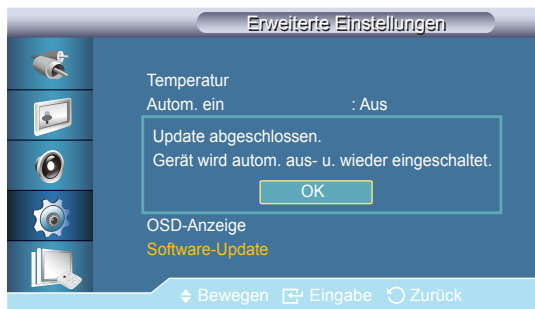 Erweiterte Einstellungen
Temperatur
Autom. ein : Aus
Update abgeschlossen.
Gerät wird autom. aus- u. wieder eingeschaltet.
OK
OSD-Anzeige
Software-Update
Bewegen Eingabe Zurück